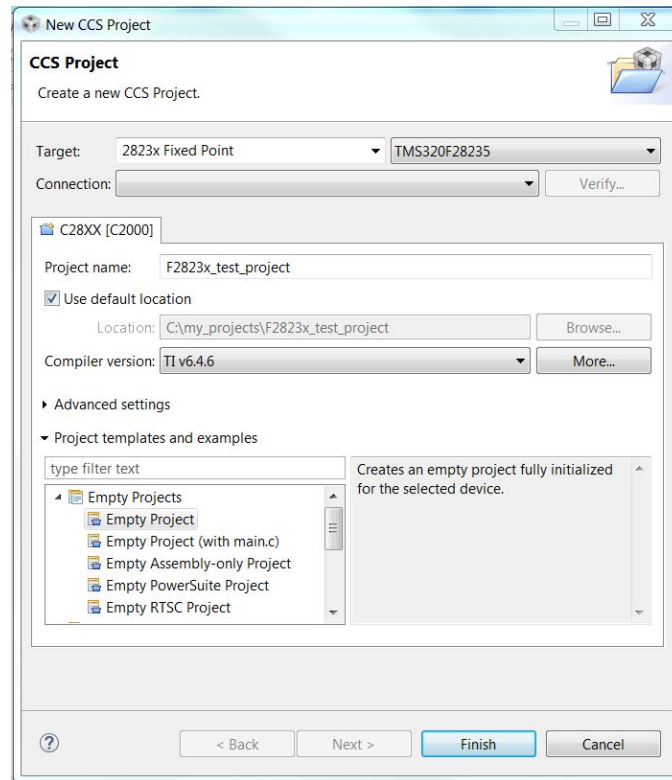 New CCS Project
CCS Project
Create a new CCS Project.
Target: 2823x Fixed Point TMS320F28235
Connection: Verify...
C28XX [C2000]
Project name: F2823x_test_project
Use default location
Location: C:\my_projects\F2823x_test_project Browse...
Compiler version: TI v6.4.6 More...
Advanced settings
Project templates and examples
type filter text
Creates an empty project fully initialized
for the selected device.
Empty Projects
Empty Project
Empty Project (with main.c)
Empty Assembly-only Project
Empty PowerSuite Project
Empty RTSC Project
? < Back Next > Finish Cancel